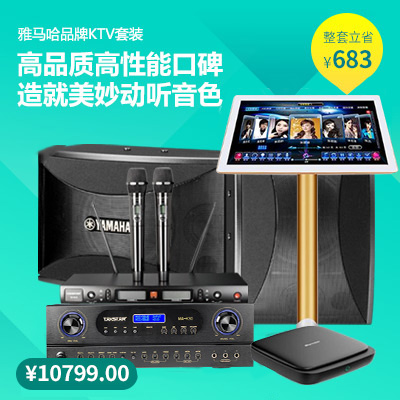 雅马哈品牌KTV套装
高品质高性能口碑
造就美妙动听音色
整套立省
¥683
YAMAHA
TAKSTAR
¥10799.00